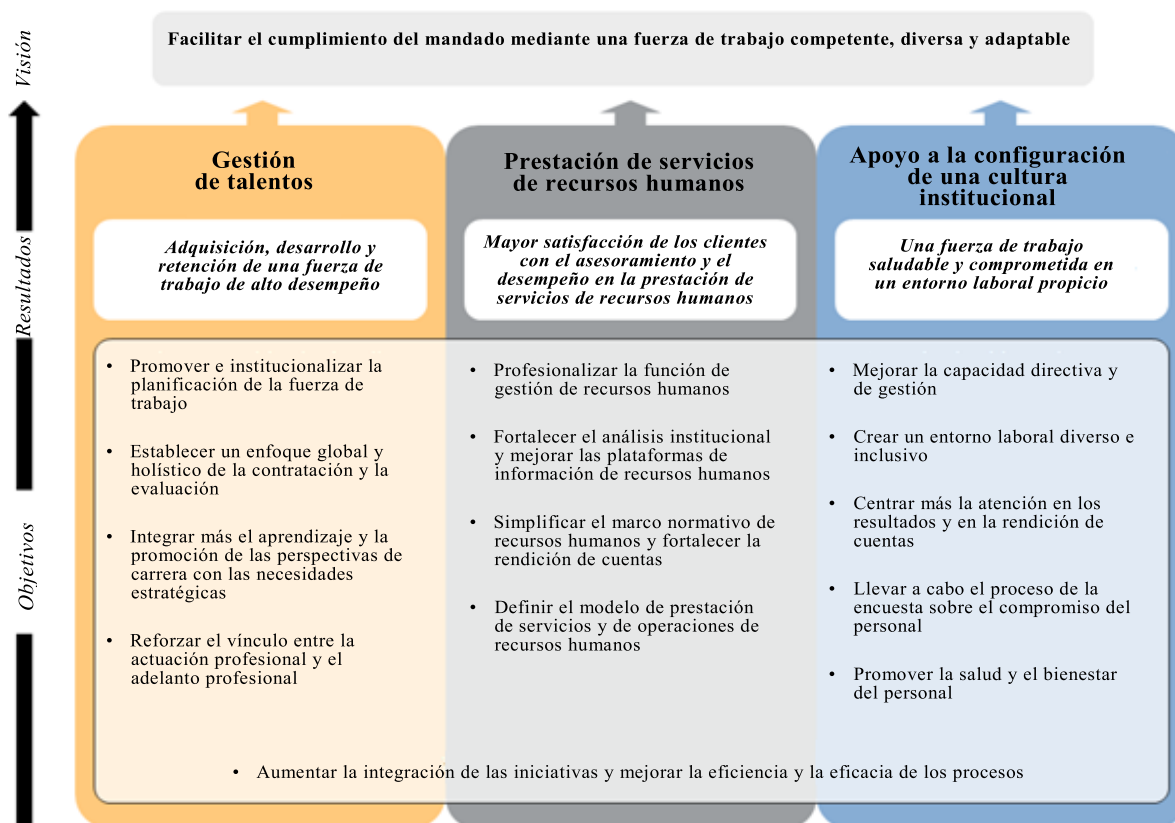 Visión
Facilitar el cumplimiento del mandado mediante una fuerza de trabajo competente, diversa y adaptable
Resultados
Gestión
de talentos
Adquisición, desarrollo y
retención de una fuerza de
trabajo de alto desempeño
Prestación de servicios
de recursos humanos
Mayor satisfacción de los clientes
con el asesoramiento y el
desempeño en la prestación de
servicios de recursos humanos
Apoyo a la configuración
de una cultura
institucional
Una fuerza de trabajo
saludable y comprometida en
un entorno laboral propicio
Objetivos
• Promover e institucionalizar la
planificación de la fuerza de
trabajo
• Establecer un enfoque global y
holístico de la contratación y la
evaluación
• Integrar más el aprendizaje y la
promoción de las perspectivas de
carrera con las necesidades
estratégicas
• Reforzar el vínculo entre la
actuación profesional y el
adelanto profesional
• Profesionalizar la función de
gestión de recursos humanos
• Fortalecer el análisis institucional
y mejorar las plataformas de
información de recursos humanos
• Simplificar el marco normativo de
recursos humanos y fortalecer la
rendición de cuentas
• Definir el modelo de prestación
de servicios y de operaciones de
recursos humanos
• Mejorar la capacidad directiva y
de gestión
• Crear un entorno laboral diverso e
inclusivo
• Centrar más la atención en los
resultados y en la rendición de
cuentas
• Llevar a cabo el proceso de la
encuesta sobre el compromiso del
personal
• Promover la salud y el bienestar
del personal
• Aumentar la integración de las iniciativas y mejorar la eficiencia y la eficacia de los procesos